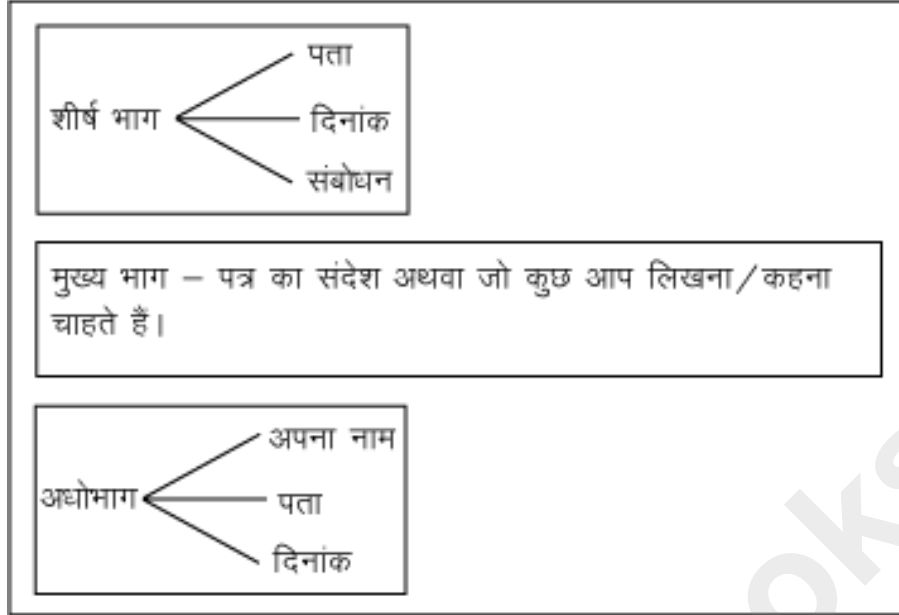 पता
शीर्ष भाग
दिनांक
संबोधन
मुख्य भाग – पत्र का संदेश अथवा जो कुछ आप लिखना/कहना
चाहते हैं।
अपना नाम
अधोभाग
पता
दिनांक